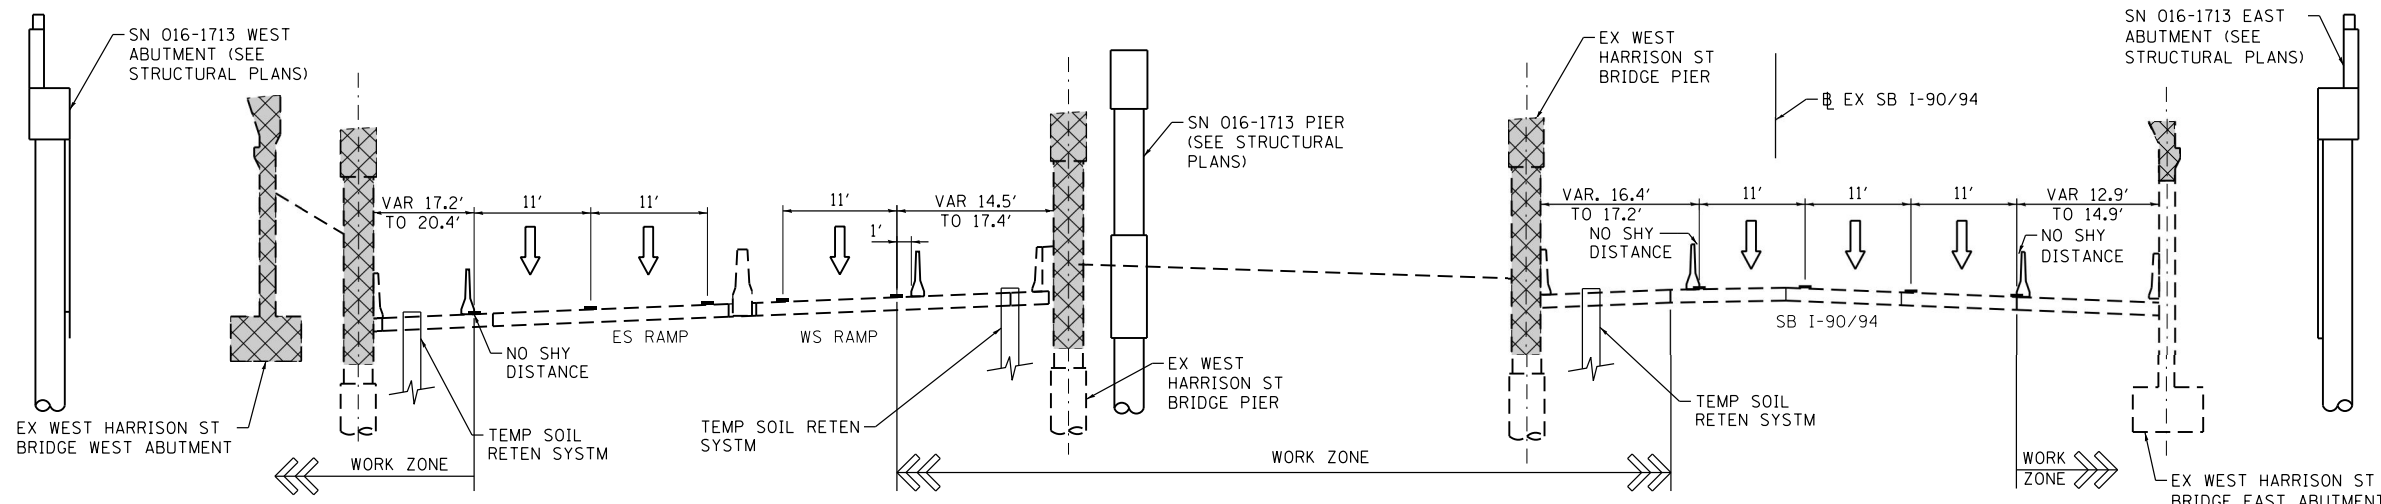 SN 016-1713 WEST
ABUTMENT (SEE
STRUCTURAL PLANS)
EX WEST HARRISON ST
BRIDGE WEST ABUTMENT
VAR 17.2'
TO 20.4'
11'
11'
11'
1'
VAR 14.5'
TO 17.4'
ES RAMP
WS RAMP
NO SHY
DISTANCE
TEMP SOIL
RETEN SYSTM
WORK ZONE
TEMP SOIL RETEN
SYSTM
SN 016-1713 PIER
(SEE STRUCTURAL
PLANS)
EX WEST
HARRISON ST
BRIDGE PIER
WORK ZONE
EX WEST
HARRISON ST
BRIDGE PIER
℄ EX SB I-90/94
VAR. 16.4'
TO 17.2'
NO SHY
DISTANCE
11'
11'
11'
VAR 12.9'
TO 14.9'
NO SHY
DISTANCE
SB I-90/94
TEMP SOIL
RETEN SYSTM
WORK
ZONE
SN 016-1713 EAST
ABUTMENT (SEE
STRUCTURAL PLANS)
EX WEST HARRISON ST
BRIDGE EAST ABUTMENT